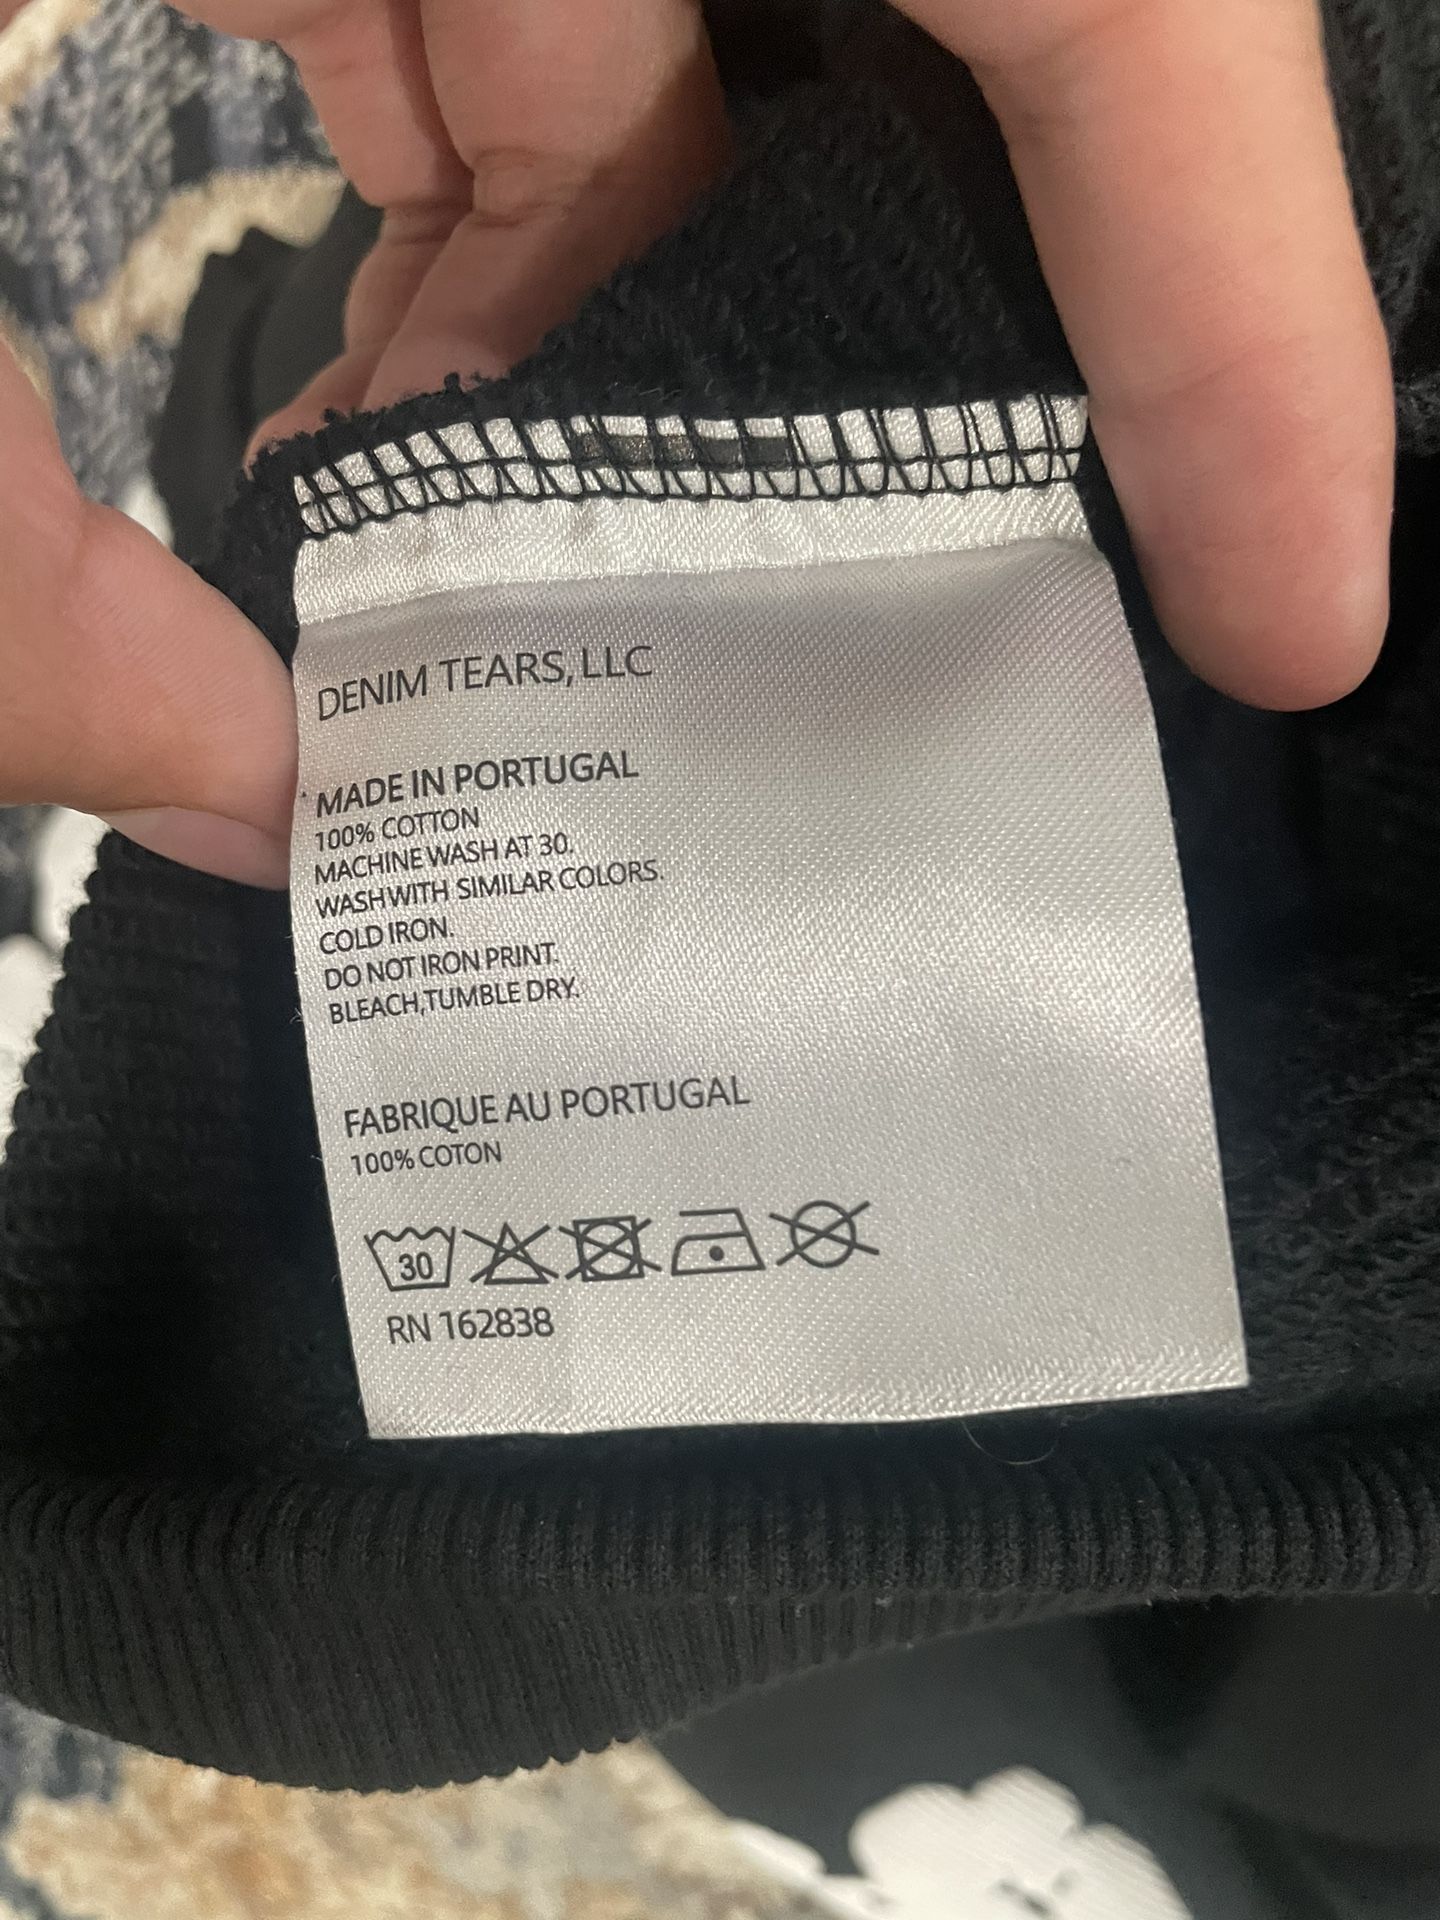 DENIM TEARS, LLC
MADE IN PORTUGAL
100% COTTON
MACHINE WASH AT 30.
WASH WITH SIMILAR COLORS.
COLD IRON.
DO NOT IRON PRINT.
BLEACH,TUMBLE DRY.
FABRIQUE AU PORTUGAL
100% COTON
30
RN 162838